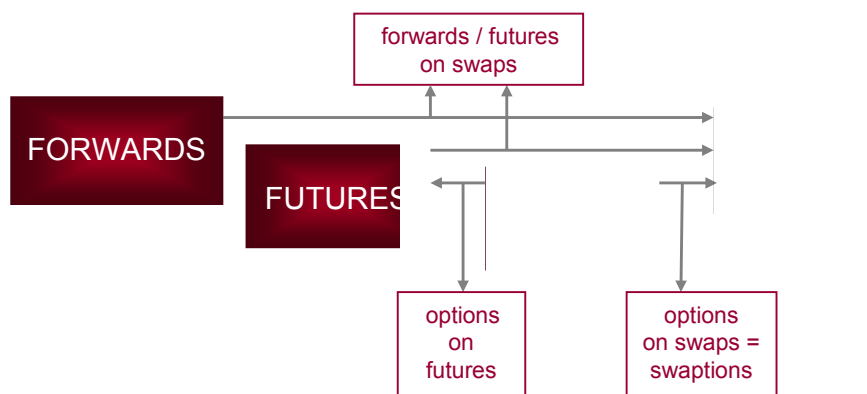 forwards / futures
on swaps
FORWARDS
FUTURES
options
on
futures
options
on swaps =
swaptions